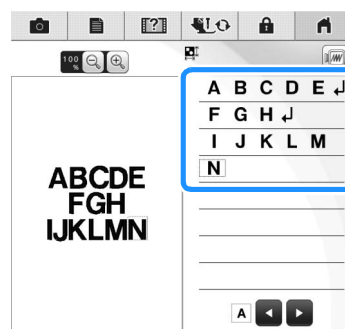 100 %
ABCDE
FGH
IJKLMN
A B C D E ↲
F G H ↲
I J K L M
N
A